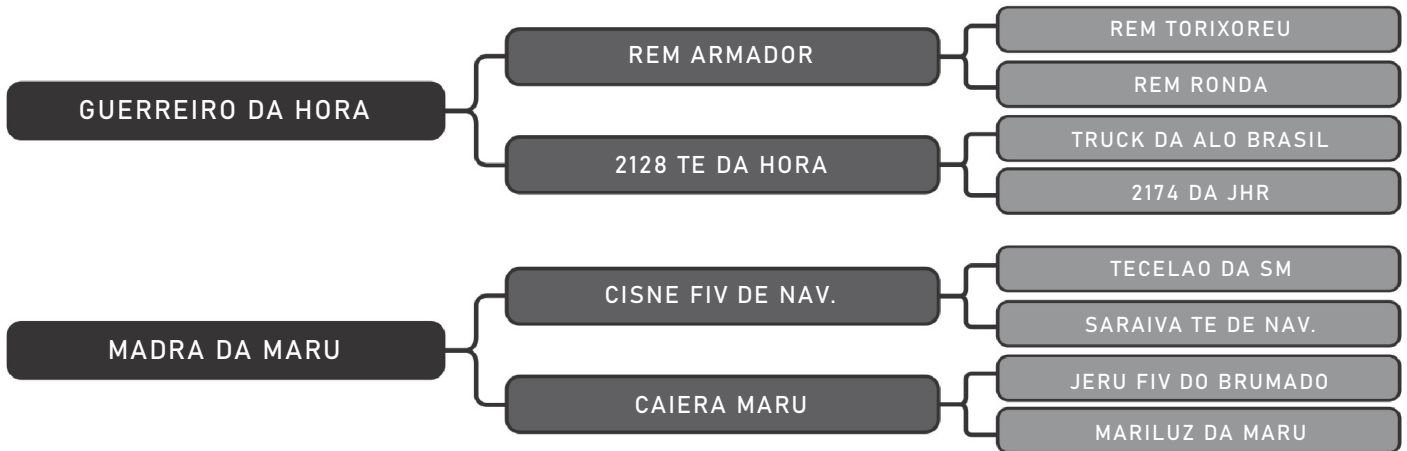 GUERREIRO DA HORA
REM ARMADOR
2128 TE DA HORA
REM TORIXOREU
REM RONDA
TRUCK DA ALO BRASIL
2174 DA JHR
MADRA DA MARU
CISNE FIV DE NAV.
CAIERA MARU
TECELAO DA SM
SARAIVA TE DE NAV.
JERU FIV DO BRUMADO
MARILUZ DA MARU